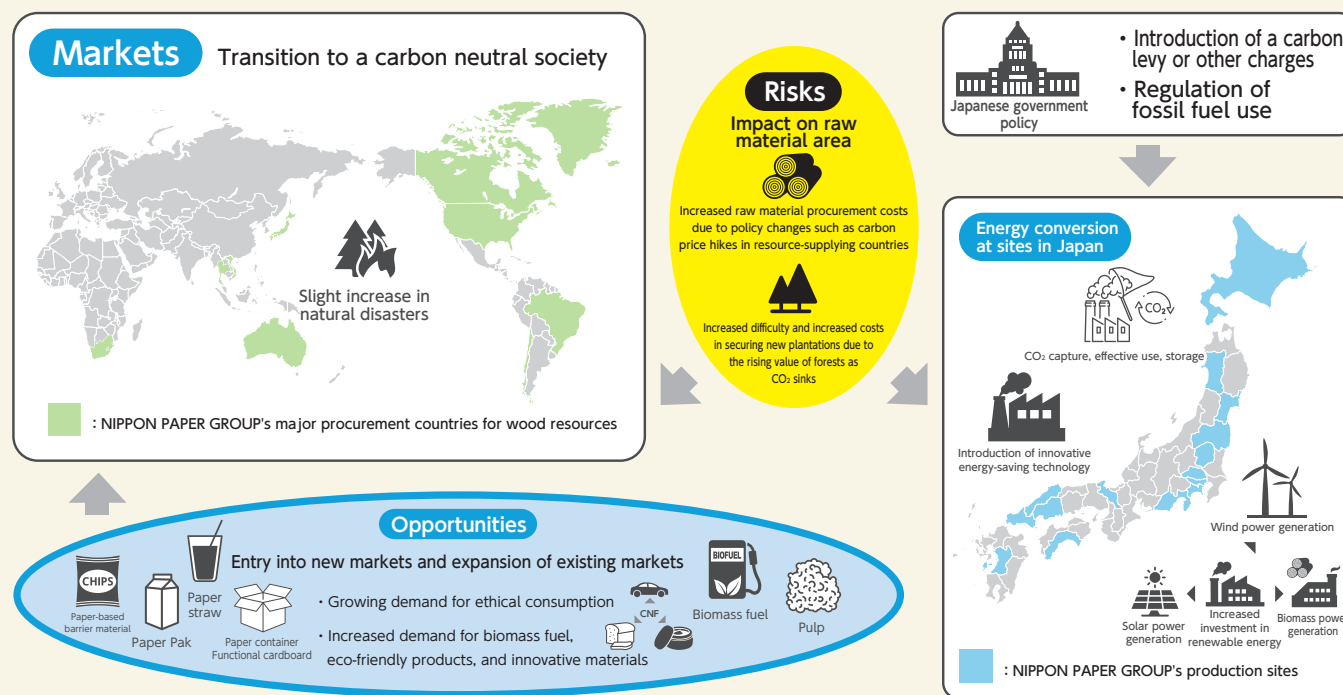 Markets
Transition to a carbon neutral society
Slight increase in
natural disasters
: NIPPON PAPER GROUP's major procurement countries for wood resources
Risks
Impact on raw
material area
Increased raw material procurement costs
due to policy changes such as carbon
price hikes in resource-supplying countries
Increased difficulty and increased costs
in securing new plantations due to
the rising value of forests as
CO₂ sinks
Japanese government
policy
・Introduction of a carbon
levy or other charges
・Regulation of
fossil fuel use
Energy conversion
at sites in Japan
CO₂
CO₂ capture, effective use, storage
Introduction of innovative
energy-saving technology
Wind power generation
Solar power
generation
Increased
investment in
renewable energy
Biomass power
generation
: NIPPON PAPER GROUP's production sites
Opportunities
Entry into new markets and expansion of existing markets
CHIPS
Paper-based
barrier material
Paper Pak
Paper
straw
Paper container
Functional cardboard
・Growing demand for ethical consumption
・Increased demand for biomass fuel,
eco-friendly products, and innovative materials
CNF
BIOFUEL
Biomass fuel
Pulp